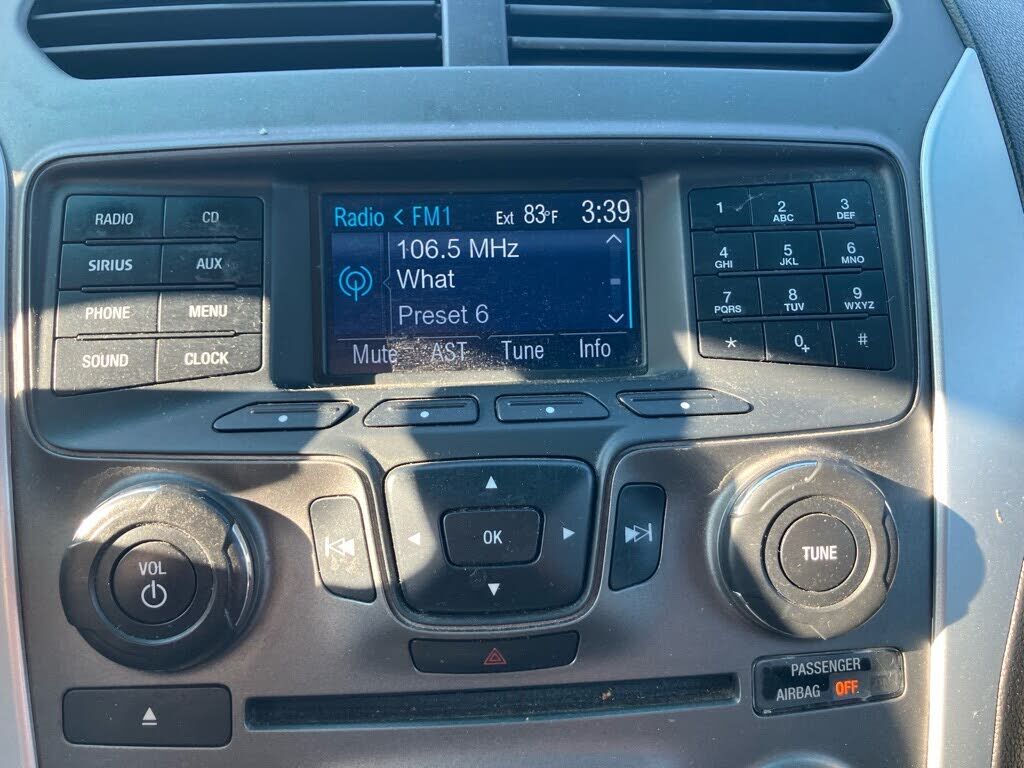 RADIO
CD
SIRIUS
AUX
PHONE
MENU
SOUND
CLOCK
Radio < FM1 Ext 83°F 3:39
106.5 MHz
What
Preset 6
Mute AST Tune Info
1
2 ABC
3 DEF
4 GHI
5 JKL
6 MNO
7 PQRS
8 TUV
9 WXYZ
*
0 +
#
VOL
OK
TUNE
PASSENGER
AIRBAG OFF